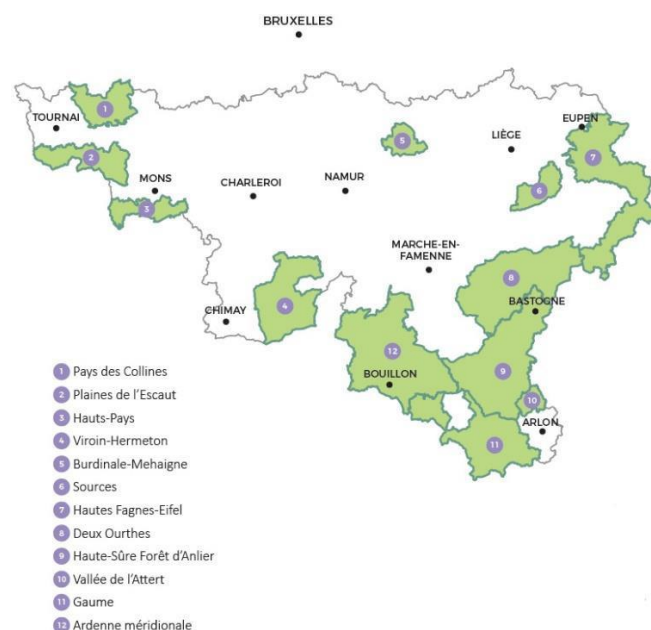 BRUXELLES
1
TOURNAI
EUPEN
5
LIÈGE
2
7
MONS
CHARLEROI
NAMUR
6
3
MARCHE-EN-
FAMENNE
8
4
BASTOGNE
CHIMAY
12
9
BOUILLON
10
ARLON
11
1 Pays des Collines
2 Plaines de l'Escaut
3 Hauts-Pays
4 Viroin-Hermeton
5 Burdinale-Mehaigne
6 Sources
7 Hautes Fagnes-Eifel
8 Deux Ourthes
9 Haute-Sûre Forêt d'Anlier
10 Vallée de l'Attert
11 Gaume
12 Ardenne méridionale